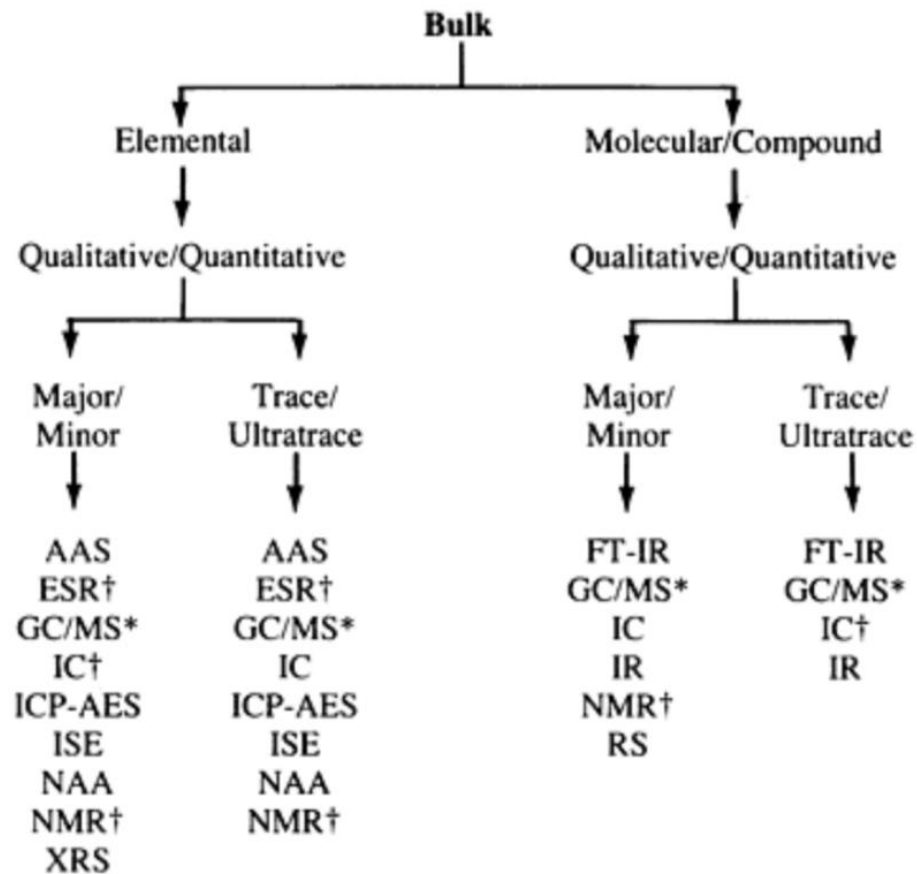 Bulk
Elemental
Molecular/Compound
Qualitative/Quantitative
Qualitative/Quantitative
Major/
Minor
Trace/
Ultratrace
Major/
Minor
Trace/
Ultratrace
AAS
ESR†
GC/MS*
IC†
ICP-AES
ISE
NAA
NMR†
XRS
AAS
ESR†
GC/MS*
IC
ICP-AES
ISE
NAA
NMR†
FT-IR
GC/MS*
IC
IR
NMR†
RS
FT-IR
GC/MS*
IC†
IR